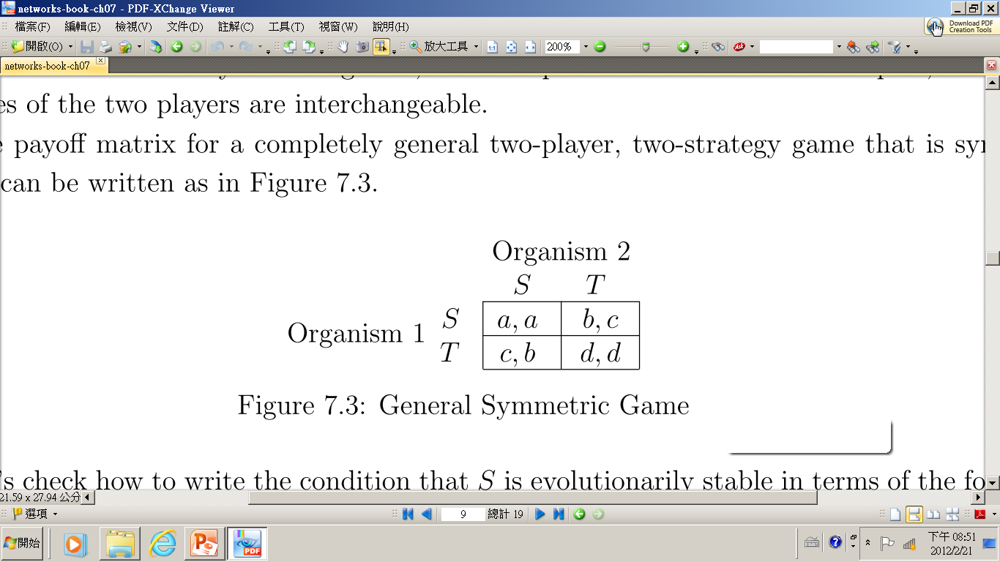 networks-book-ch07 - PDF-XChange Viewer
檔案(F) 編輯(E) 檢視(V) 文件(D) 註解(C) 工具(T) 視窗(W) 說明(H)
Download PDF
Creation Tools
開啟(O) 放大工具 200% Ask
networks-book-ch07
es of the two players are interchangeable.
e payoff matrix for a completely general two-player, two-strategy game that is syn
can be written as in Figure 7.3.
Organism 2
S T
Organism 1
S a, a b, c
T c, b d, d
Figure 7.3: General Symmetric Game
's check how to write the condition that S is evolutionarily stable in terms of the fo
21.59 x 27.94 公分
選項 9 總計 19
開始 PDF 下午 08:51
2012/2/21